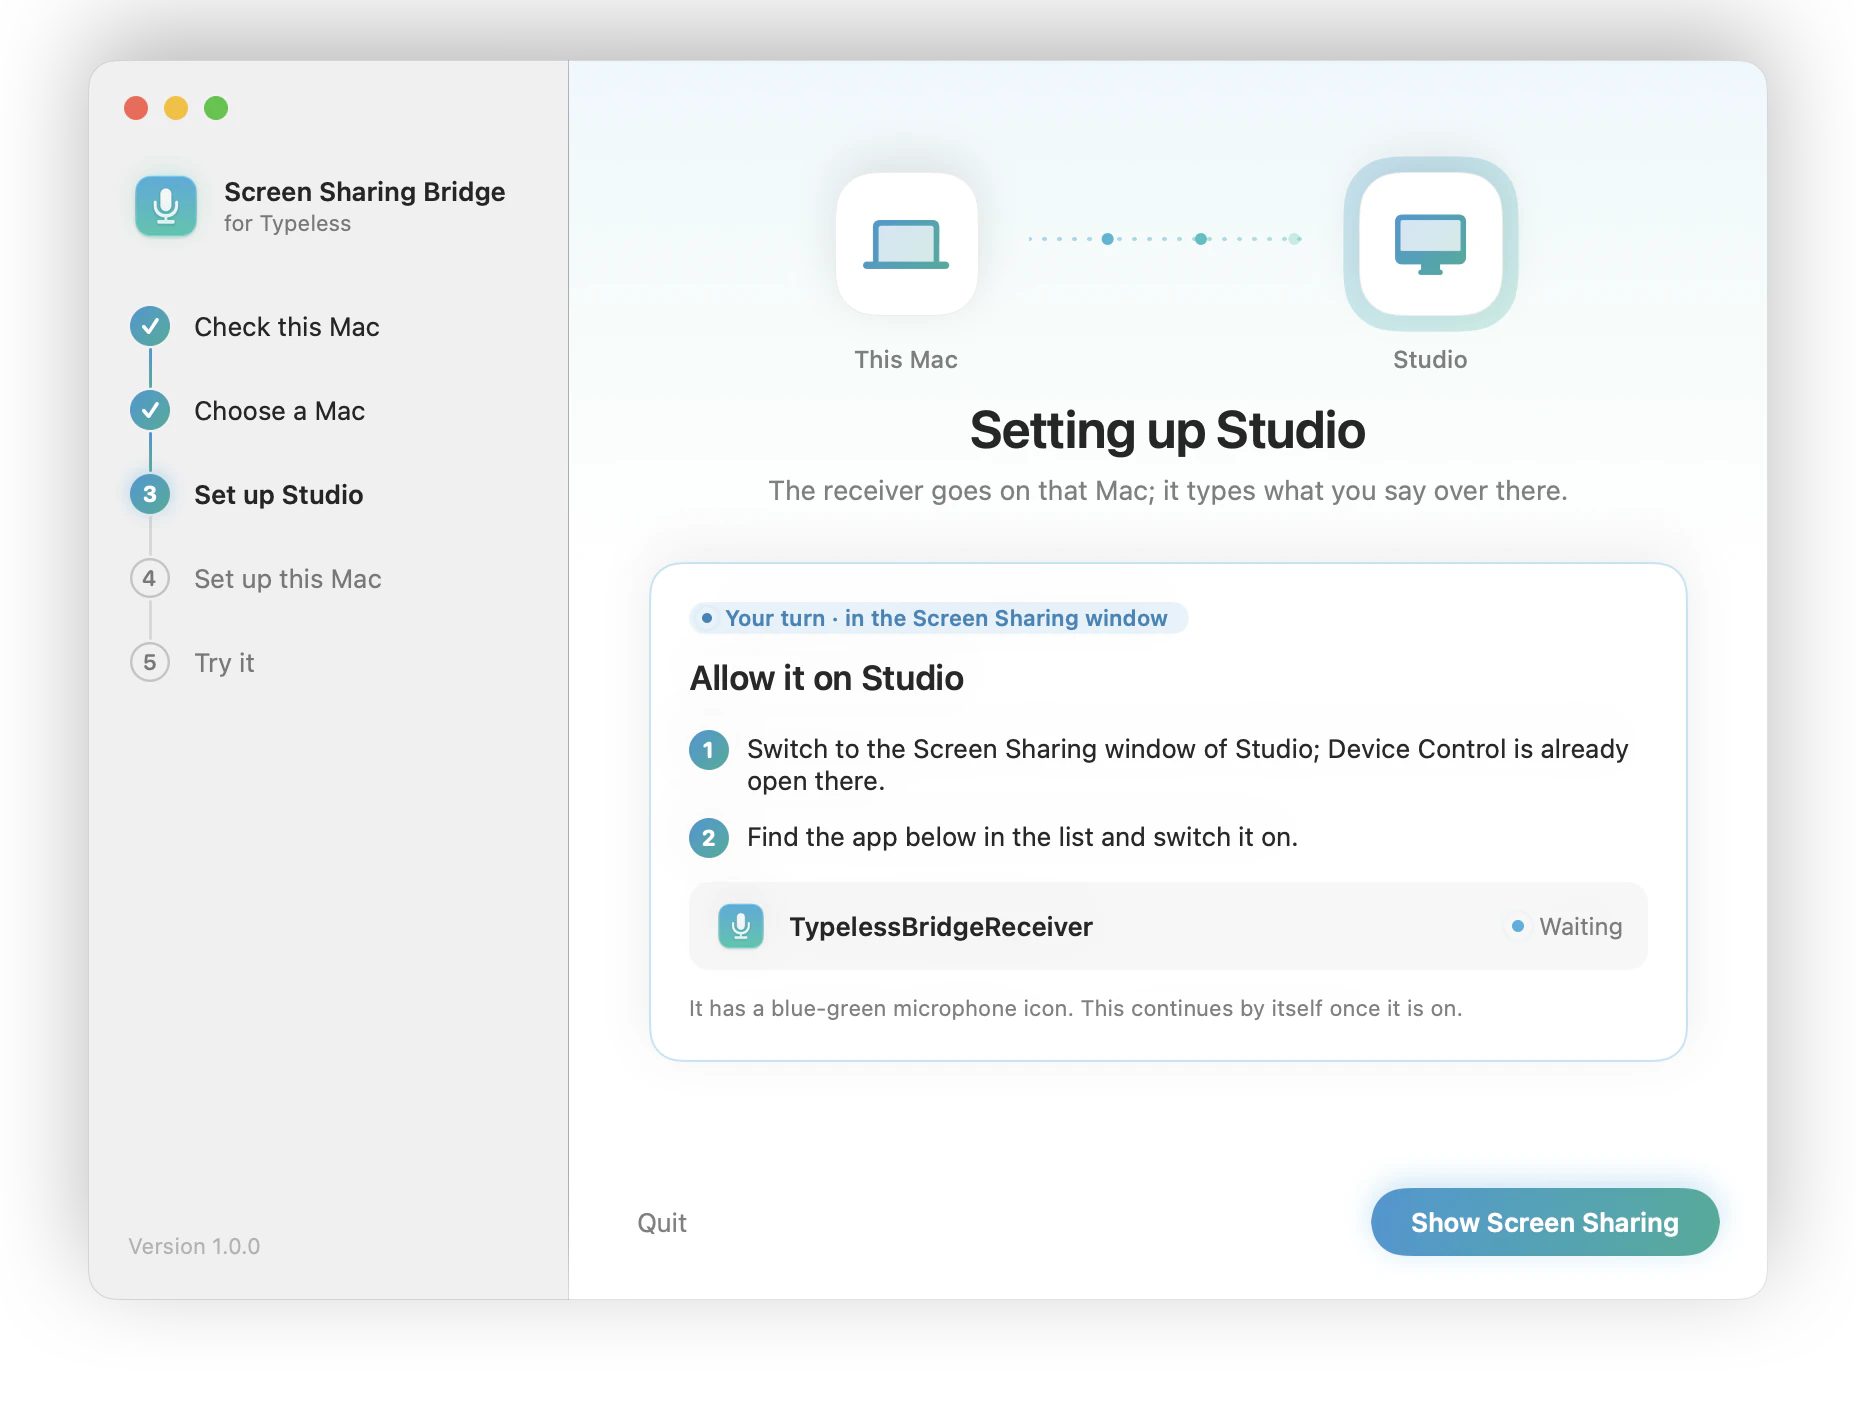 Screen Sharing Bridge
for Typeless
Check this Mac
Choose a Mac
3 Set up Studio
4 Set up this Mac
5 Try it
Version 1.0.0
This Mac
Studio
Setting up Studio
The receiver goes on that Mac; it types what you say over there.
Your turn · in the Screen Sharing window
Allow it on Studio
1 Switch to the Screen Sharing window of Studio; Device Control is already
open there.
2 Find the app below in the list and switch it on.
TypelessBridgeReceiver Waiting
It has a blue-green microphone icon. This continues by itself once it is on.
Quit
Show Screen Sharing